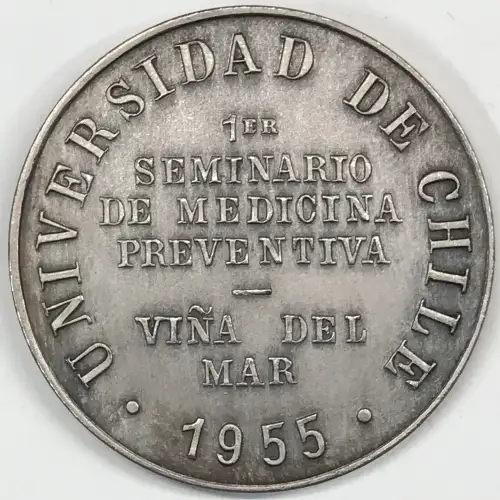 UNIVERSIDAD DE CHILE
1ER
SEMINARIO
DE MEDICINA
PREVENTIVA
—
VIÑA DEL
MAR
· 1955 ·